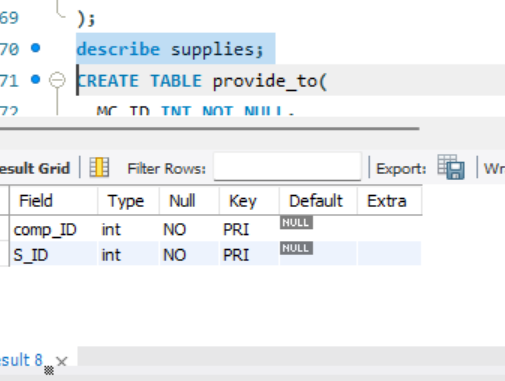 69 );
70 describe supplies;
71 CREATE TABLE provide_to(
72 MC_ID INT NOT NULL,
esult Grid Filter Rows: Export: Wr
Field Type Null Key Default Extra
comp_ID int NO PRI NULL
S_ID int NO PRI NULL
esult 8